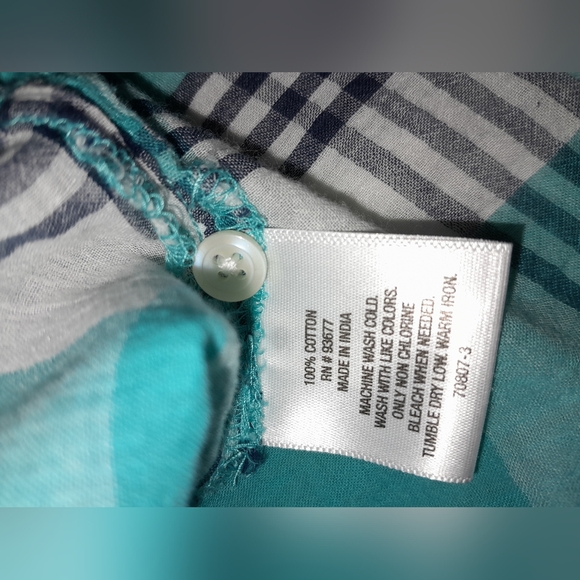 100% COTTON
RN # 93677
MADE IN INDIA
MACHINE WASH COLD.
WASH WITH LIKE COLORS.
ONLY NON CHLORINE
BLEACH WHEN NEEDED.
TUMBLE DRY LOW. WARM IRON.
70807-3